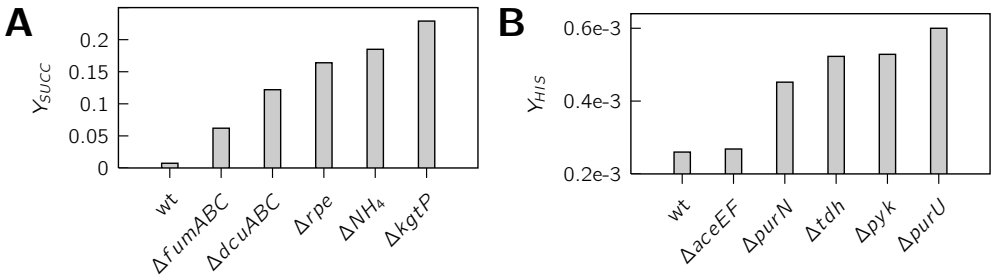 A
Y_SUCC
0.2
0.15
0.1
0.05
0
wt
ΔfumABC
ΔdcuABC
Δrpe
ΔNH₄
ΔkgtP
B
Y_HIS
0.6e-3
0.4e-3
0.2e-3
wt
ΔaceEF
ΔpurN
Δtdh
Δpyk
ΔpurU